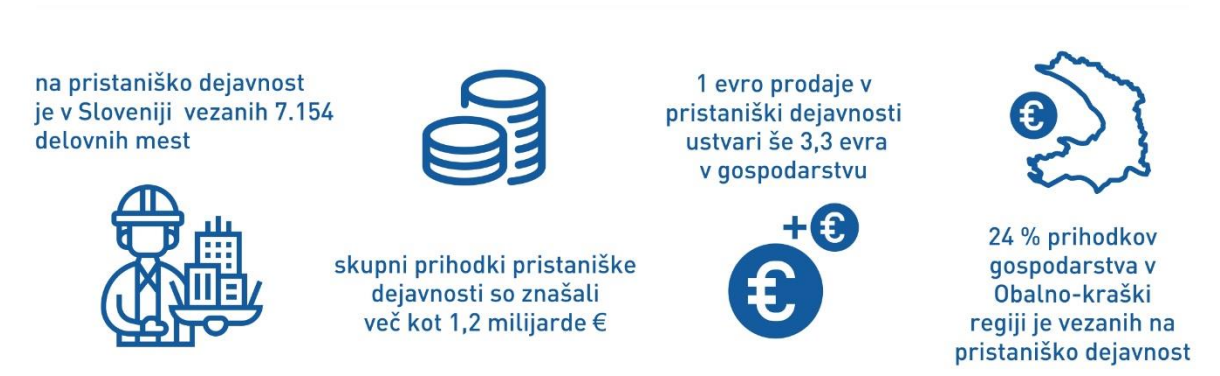 na pristaniško dejavnost
je v Sloveniji vezanih 7.154
delovnih mest
skupni prihodki pristaniške
dejavnosti so znašali
več kot 1,2 milijarde €
1 evro prodaje v
pristaniški dejavnosti
ustvari še 3,3 evra
v gospodarstvu
+€
€
€
24 % prihodkov
gospodarstva v
Obalno-kraški
regiji je vezanih na
pristaniško dejavnost